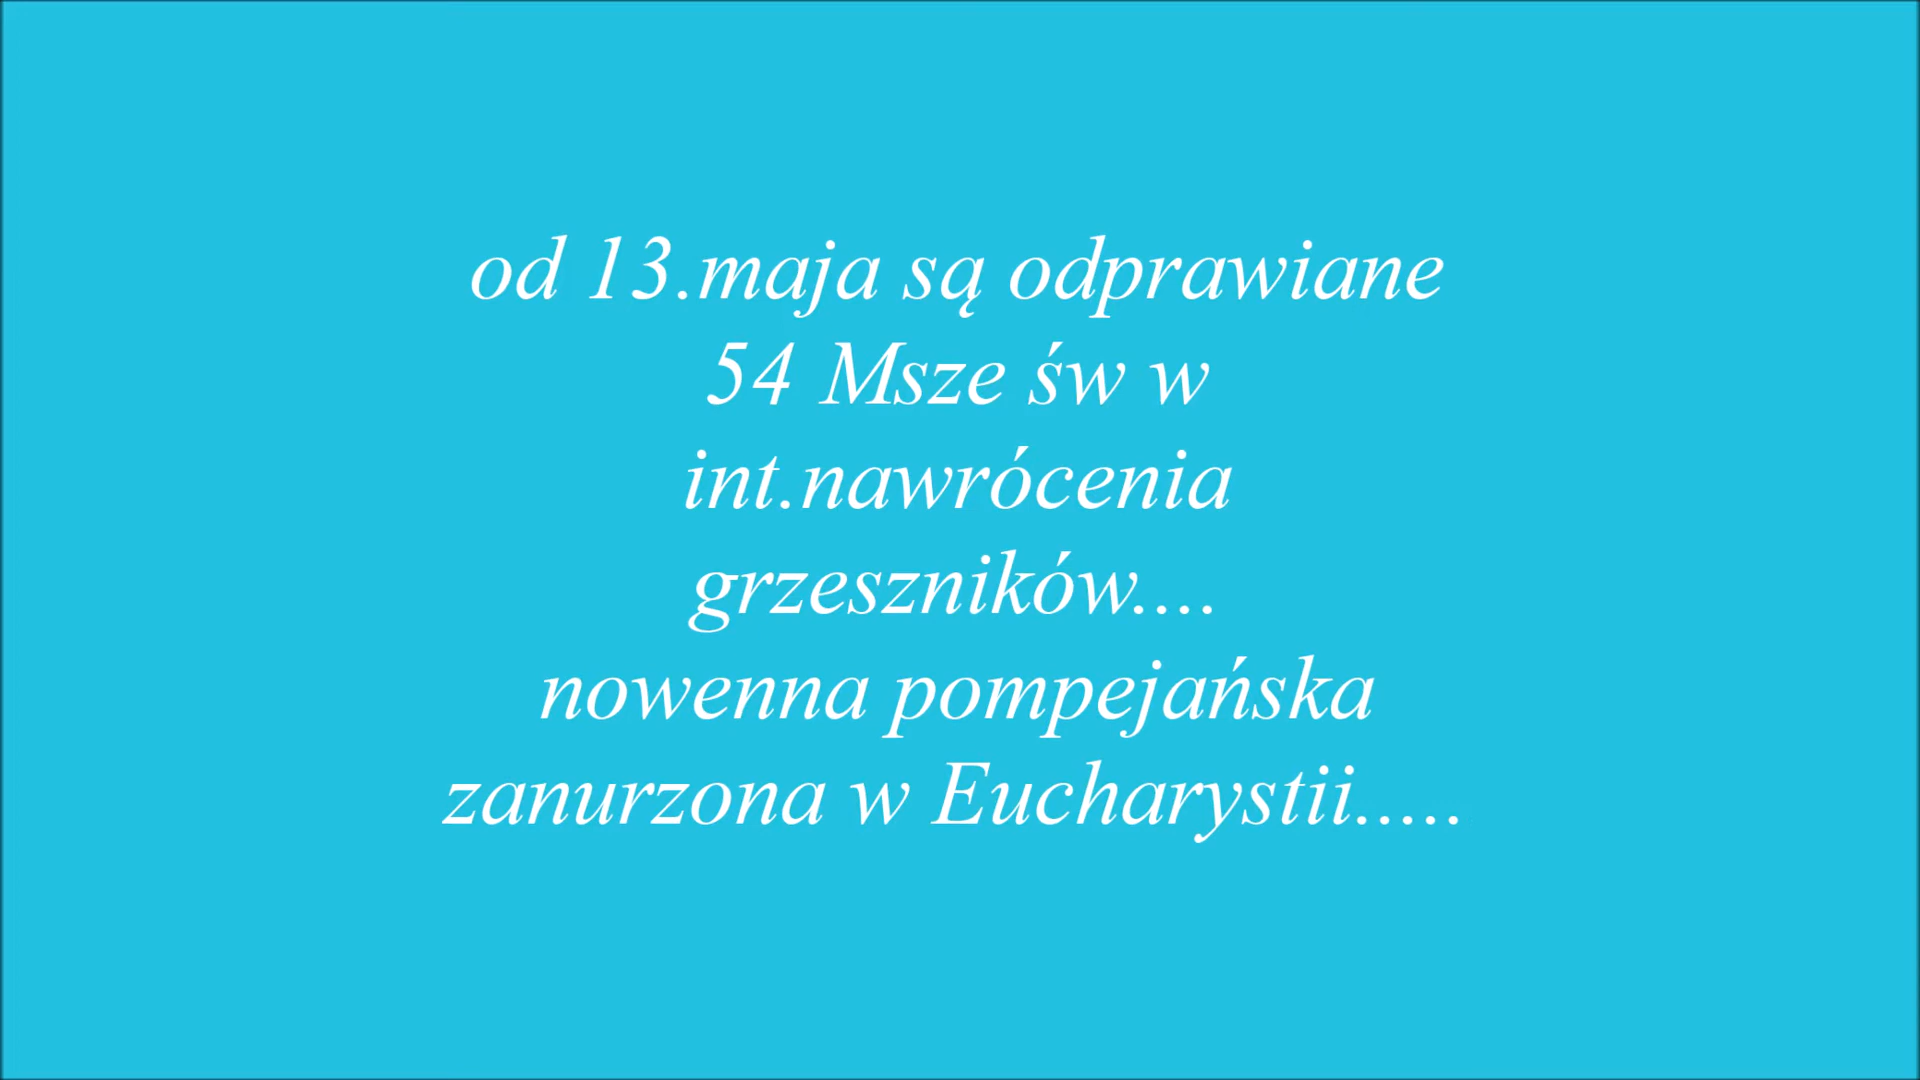 od 13.maja są odprawiane
54 Msze św w
int.nawrócenia
grzeszników....
nowenna pompejańska
zanurzona w Eucharystii.....